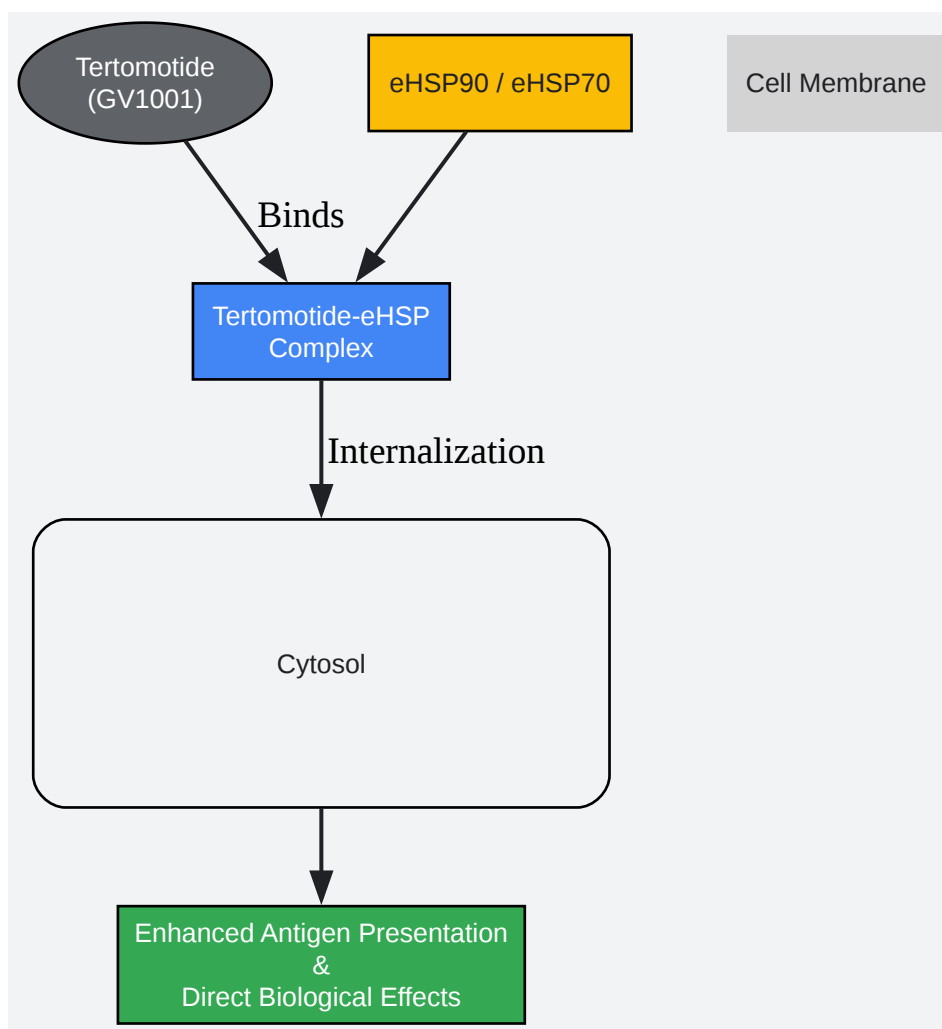 Tertomotide
(GV1001)
eHSP90 / eHSP70
Cell Membrane
Binds
Tertomotide-eHSP
Complex
Internalization
Cytosol
Enhanced Antigen Presentation
&
Direct Biological Effects